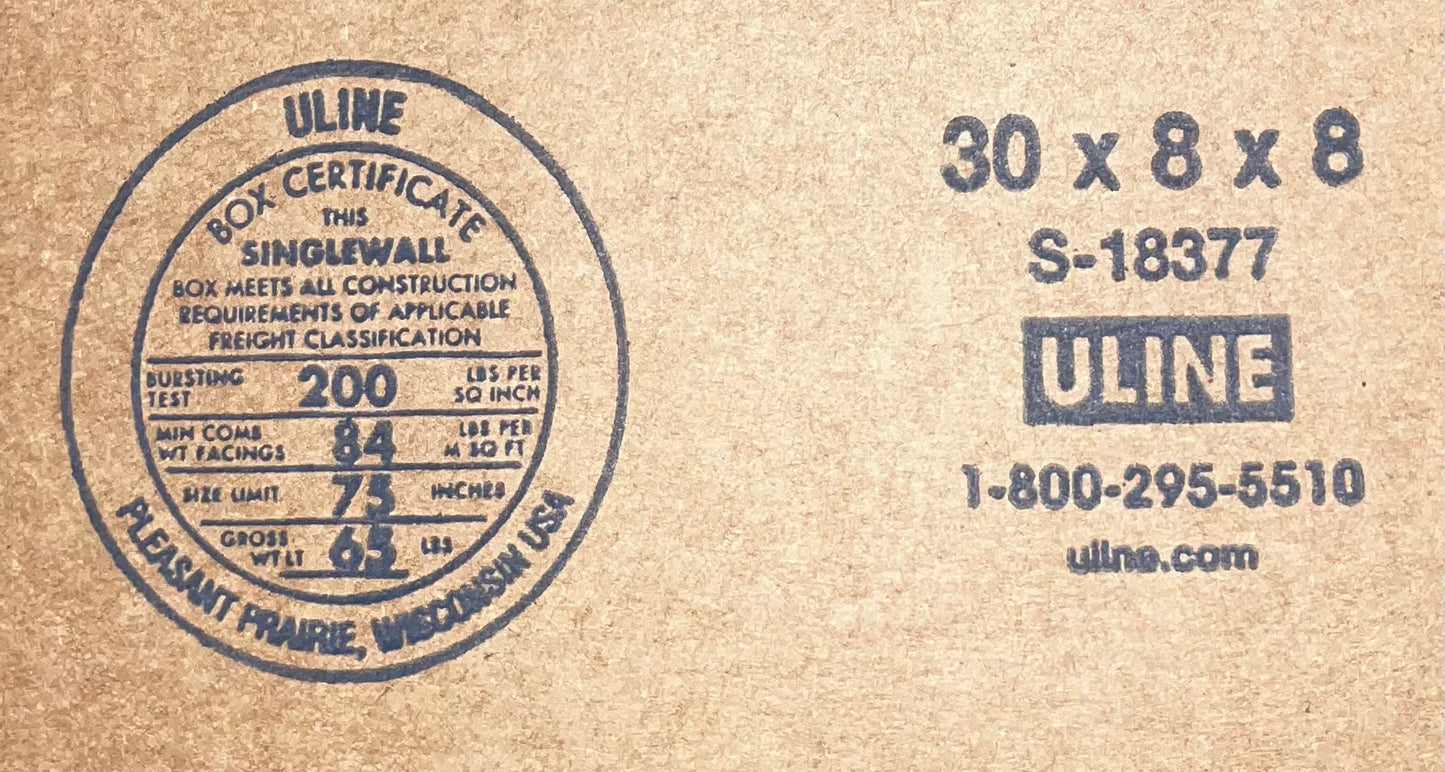 ULINE
BOX CERTIFICATE
THIS
SINGLEWALL
BOX MEETS ALL CONSTRUCTION
REQUIREMENTS OF APPLICABLE
FREIGHT CLASSIFICATION
BURSTING TEST 200 LBS PER SQ INCH
MIN COMB WT FACINGS 84 LBS PER M SQ FT
SIZE LIMIT 75 INCHES
GROSS WT LT 65 LBS
PLEASANT PRAIRIE, WISCONSIN USA
30 x 8 x 8
S-18377
ULINE
1-800-295-5510
uline.com